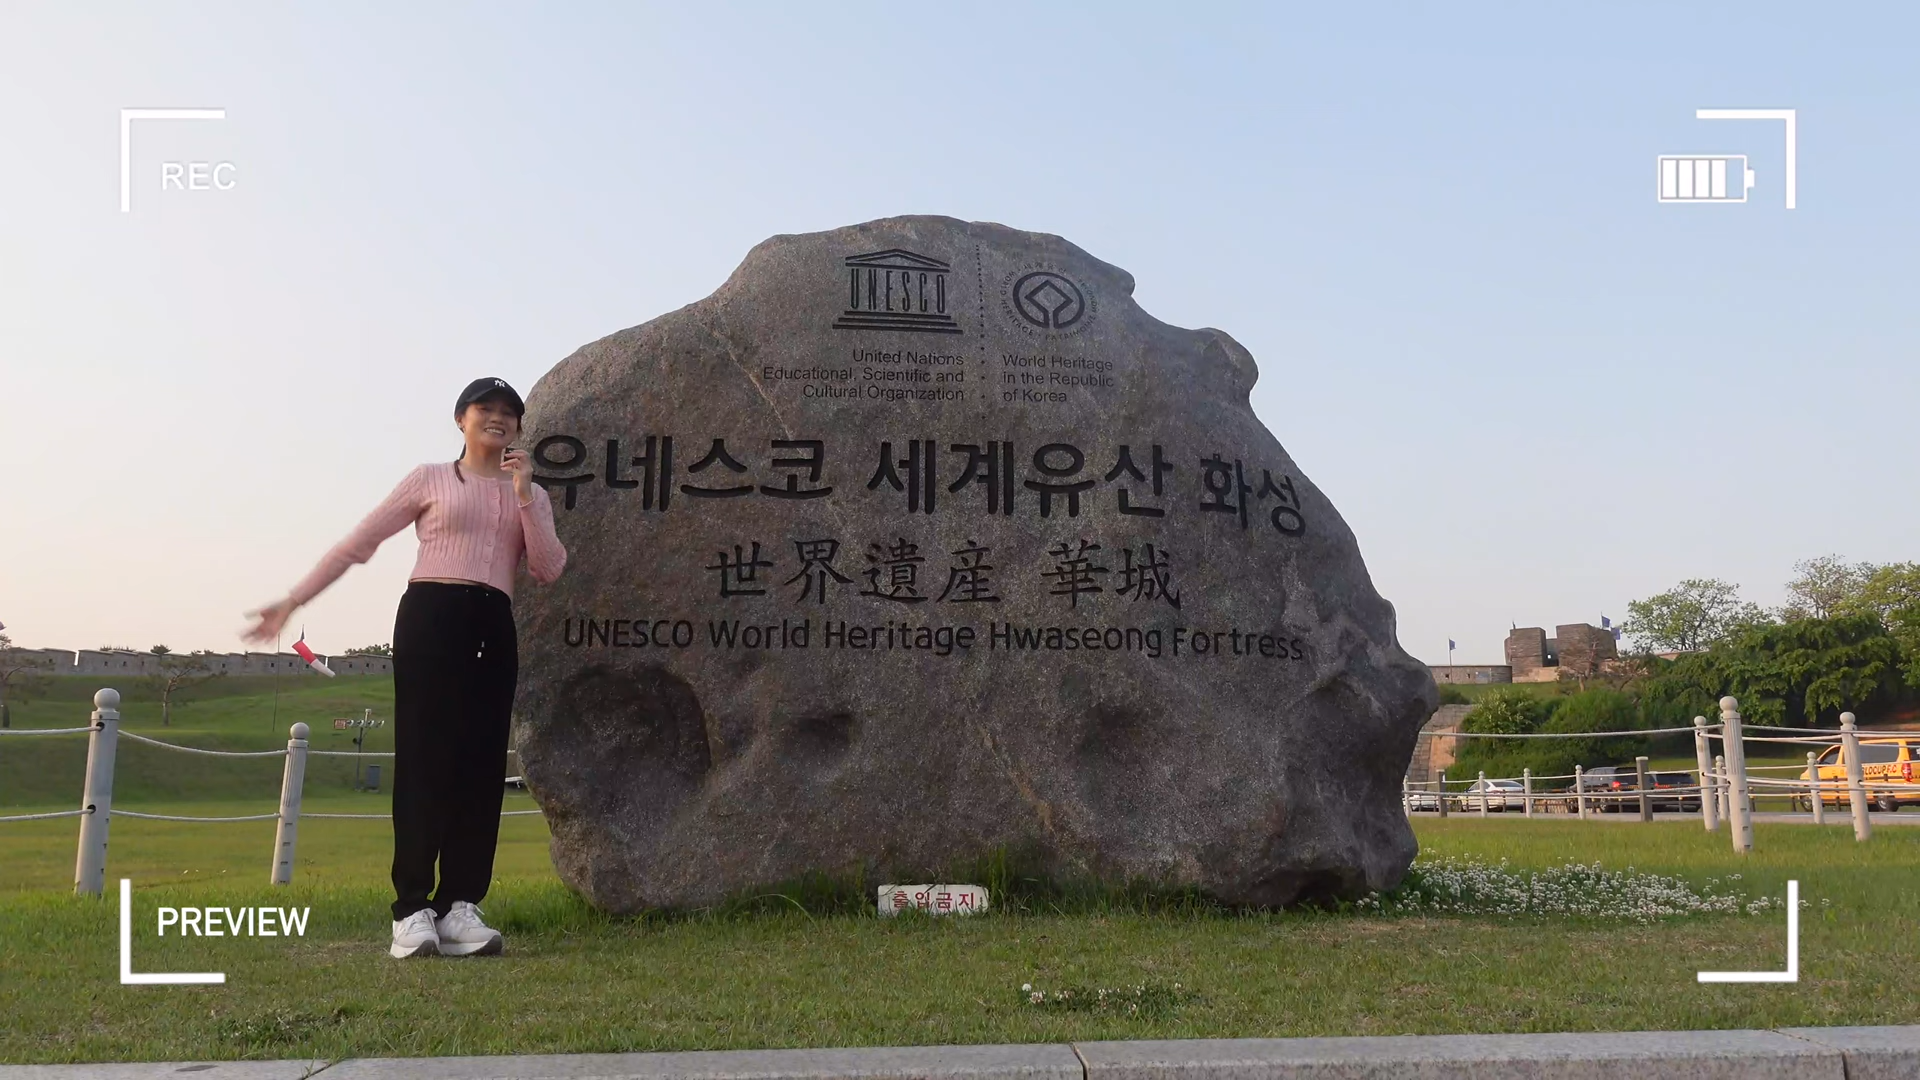 REC
UNESCO
United Nations
Educational, Scientific and
Cultural Organization
World Heritage
in the Republic
of Korea
NY
유네스코 세계유산 화성
世界遺産 華城
UNESCO World Heritage Hwaseong Fortress
출입금지
PREVIEW